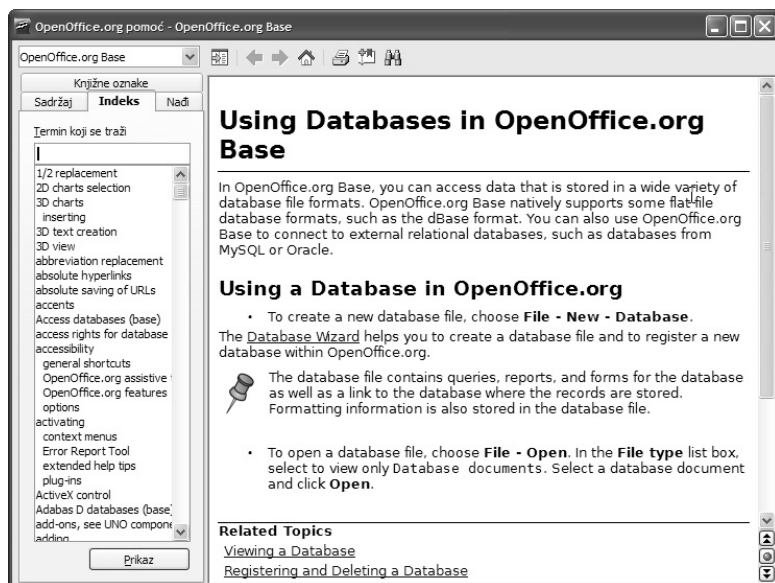 OpenOffice.org pomoć - OpenOffice.org Base
OpenOffice.org Base
Knjižne oznake
Sadržaj Indeks Nađi
Termin koji se traži
1/2 replacement
2D charts selection
3D charts
inserting
3D text creation
3D view
abbreviation replacement
absolute hyperlinks
absolute saving of URLs
accents
Access databases (base)
access rights for database
accessibility
general shortcuts
OpenOffice.org assistive
OpenOffice.org features
options
activating
context menus
Error Report Tool
extended help tips
plug-ins
ActiveX control
Adabas D databases (base)
add-ons, see UNO compone
adding
Prikaz
Using Databases in OpenOffice.org
Base
In OpenOffice.org Base, you can access data that is stored in a wide variety of
database file formats. OpenOffice.org Base natively supports some flat-file
database formats, such as the dBase format. You can also use OpenOffice.org
Base to connect to external relational databases, such as databases from
MySQL or Oracle.
Using a Database in OpenOffice.org
• To create a new database file, choose File - New - Database.
The Database Wizard helps you to create a database file and to register a new
database within OpenOffice.org.
The database file contains queries, reports, and forms for the database
as well as a link to the database where the records are stored.
Formatting information is also stored in the database file.
• To open a database file, choose File - Open. In the File type list box,
select to view only Database documents. Select a database document
and click Open.
Related Topics
Viewing a Database
Registering and Deleting a Database